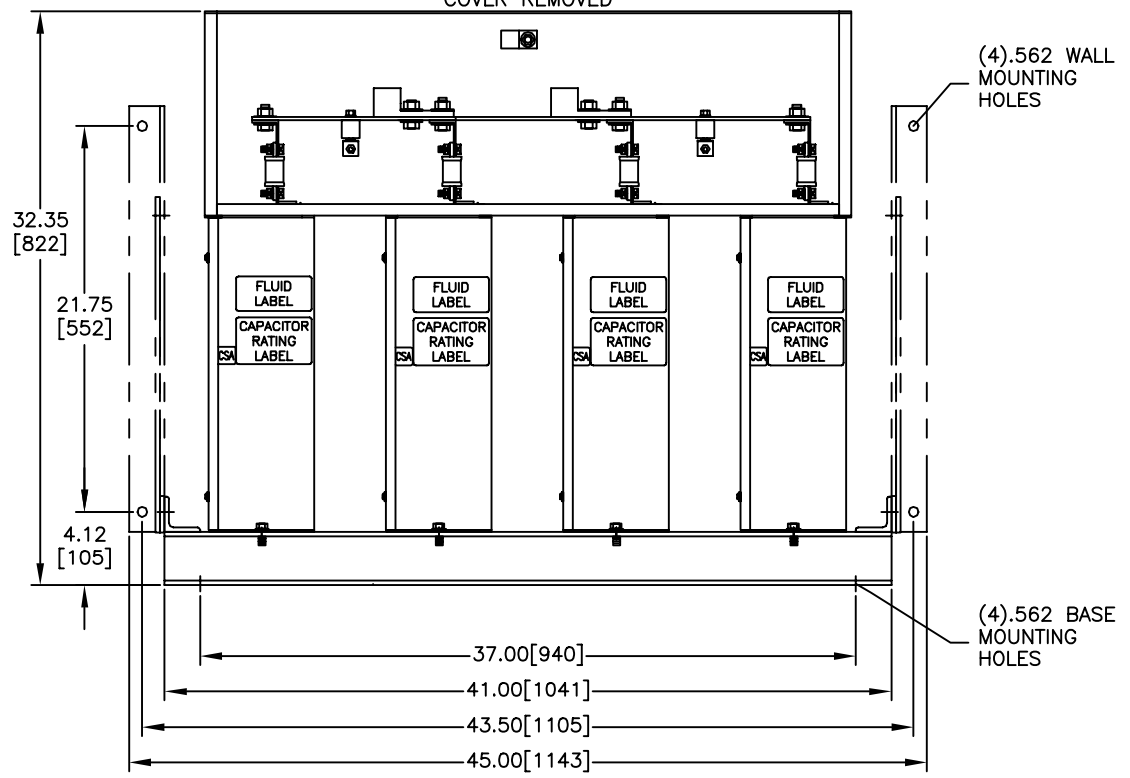 COVER REMOVED
(4).562 WALL
MOUNTING
HOLES
32.35
[822]
21.75
[552]
FLUID
LABEL
FLUID
LABEL
FLUID
LABEL
FLUID
LABEL
CAPACITOR
RATING
LABEL
CSA
CAPACITOR
RATING
LABEL
CSA
CAPACITOR
RATING
LABEL
CSA
CAPACITOR
RATING
LABEL
CSA
4.12
[105]
(4).562 BASE
MOUNTING
HOLES
37.00[940]
41.00[1041]
43.50[1105]
45.00[1143]